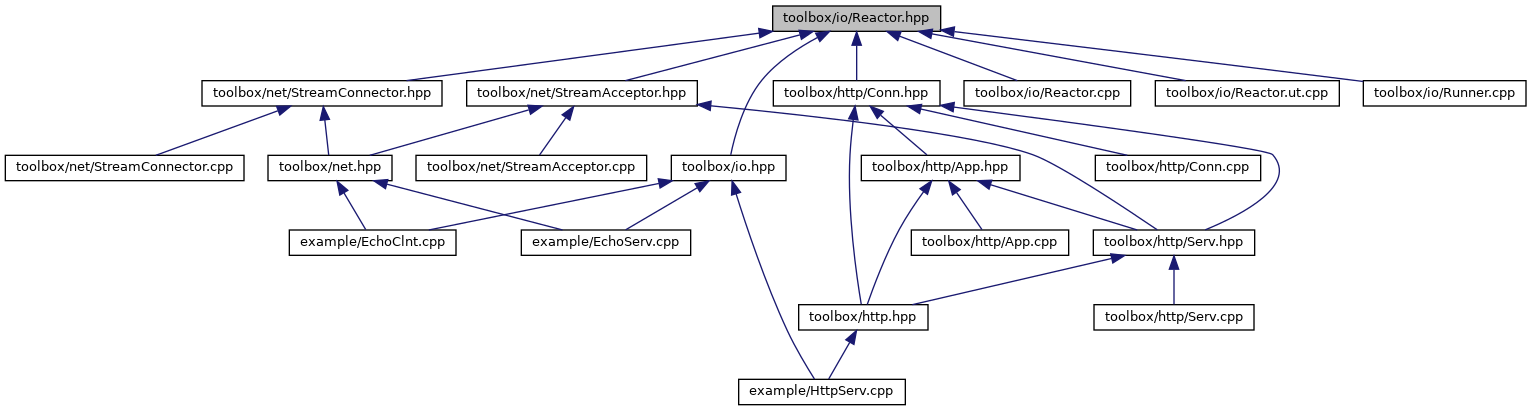 toolbox/io/Reactor.hpp
toolbox/net/StreamConnector.hpp
toolbox/net/StreamAcceptor.hpp
toolbox/http/Conn.hpp
toolbox/io/Reactor.cpp
toolbox/io/Reactor.ut.cpp
toolbox/io/Runner.cpp
toolbox/net/StreamConnector.cpp
toolbox/net.hpp
toolbox/net/StreamAcceptor.cpp
toolbox/io.hpp
toolbox/http/App.hpp
toolbox/http/Conn.cpp
example/EchoClnt.cpp
example/EchoServ.cpp
toolbox/http/App.cpp
toolbox/http/Serv.hpp
toolbox/http.hpp
toolbox/http/Serv.cpp
example/HttpServ.cpp